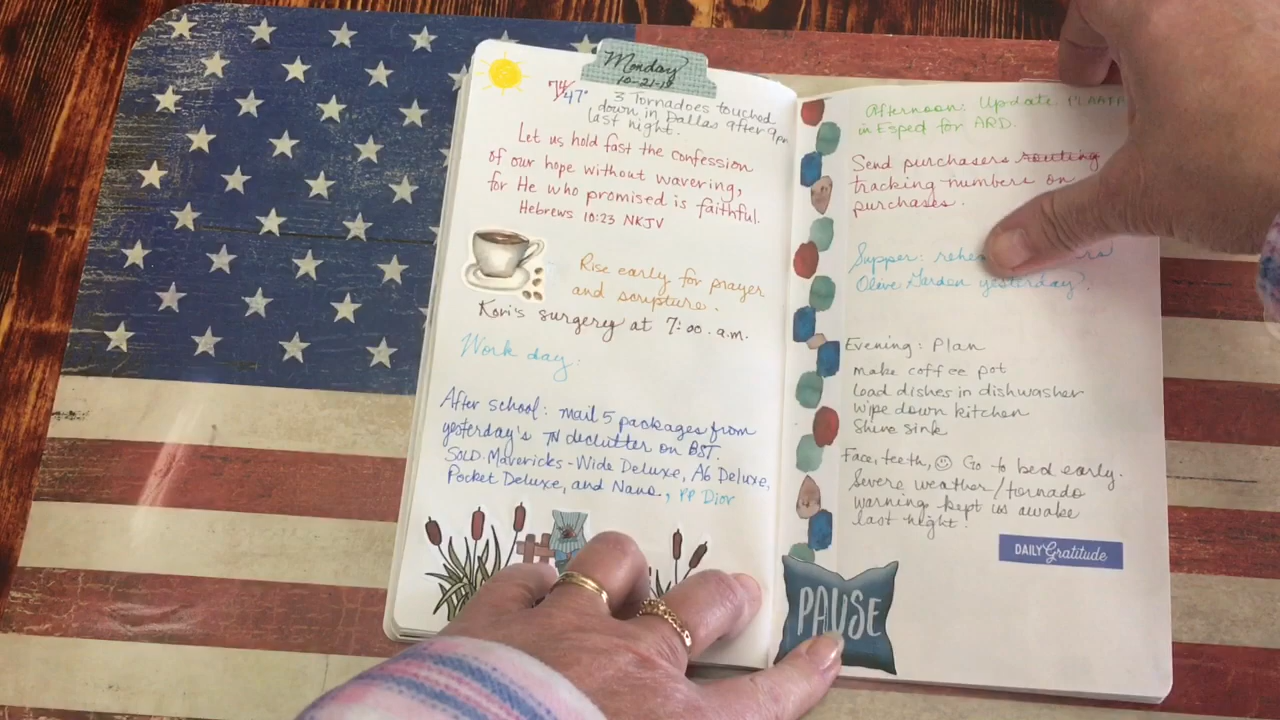 Monday
10-21-19
74/47°
3 Tornadoes touched
down in Dallas after 9pm
last night.
Let us hold fast the confession
of our hope without wavering,
for He who promised is faithful.
Hebrews 10:23 NKJV
Rise early for prayer
and scripture.
Kori's surgery at 7:00 a.m.
Work day:
After school: mail 5 packages from
yesterday's TN declutter on BST.
SOLD. Mavericks - Wide Deluxe, A6 Deluxe,
Pocket Deluxe, and Nano, PP Dior
Afternoon: Update PLAAFP
in Esped for ARD.
Send purchasers routing
tracking numbers on
purchases.
Supper:
Olive Garden yesterday?
Evening: Plan
make coffee pot
Load dishes in dishwasher
Wipe down kitchen
Shine sink
Face, teeth, ☺ Go to bed early.
Severe weather/tornado
warning kept us awake
last night!
DAILY Gratitude
PAUSE